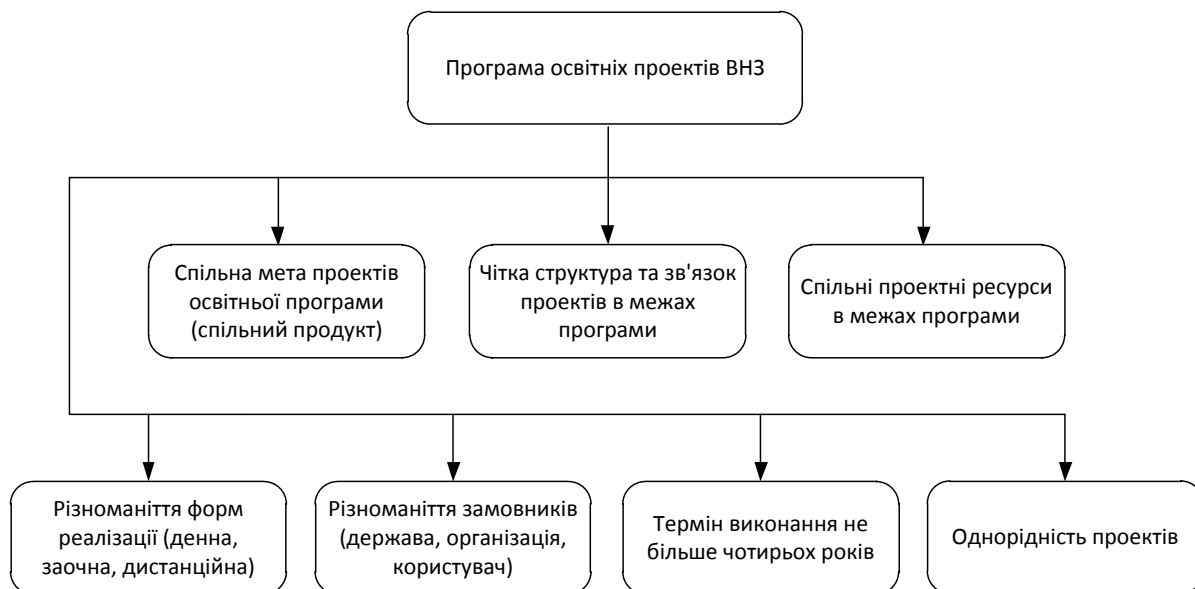 Програма освітніх проектів ВНЗ
Спільна мета проектів
освітньої програми
(спільний продукт)
Чітка структура та зв'язок
проектів в межах
програми
Спільні проектні ресурси
в межах програми
Різноманіття форм
реалізації (денна,
заочна, дистанційна)
Різноманіття замовників
(держава, організація,
користувач)
Термін виконання не
більше чотирьох років
Однорідність проектів